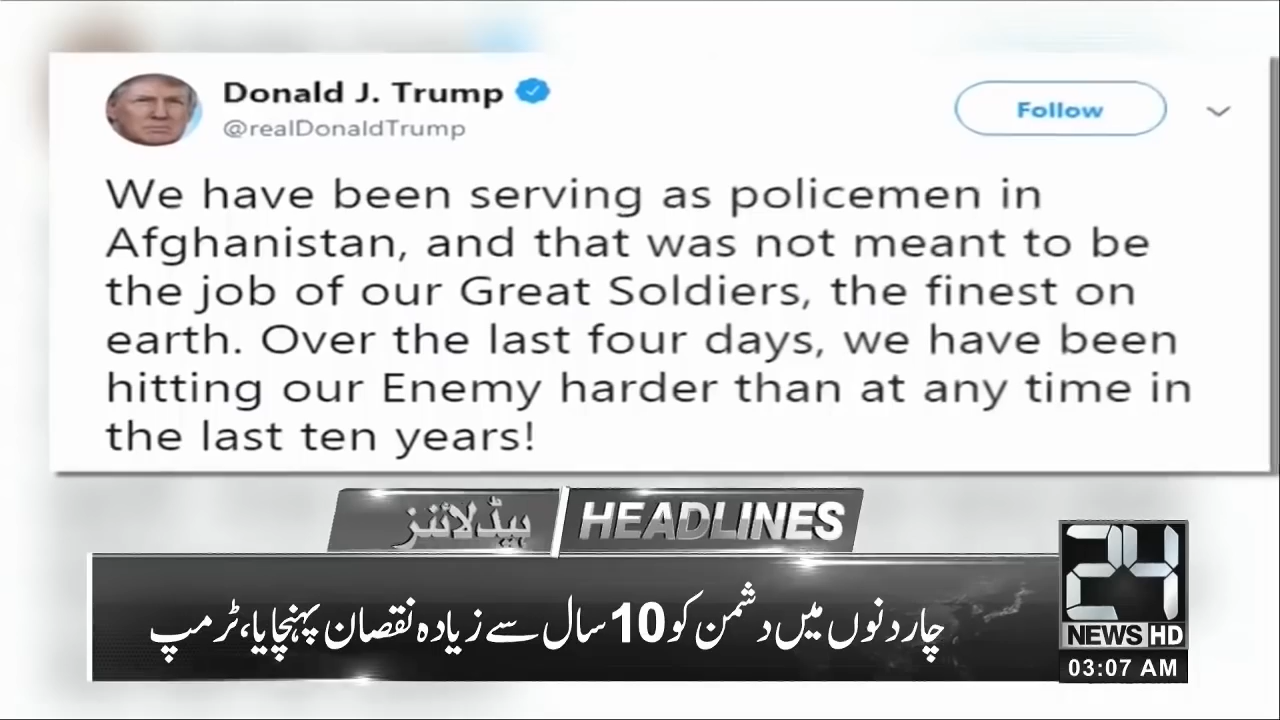 Donald J. Trump
@realDonaldTrump
Follow
We have been serving as policemen in
Afghanistan, and that was not meant to be
the job of our Great Soldiers, the finest on
earth. Over the last four days, we have been
hitting our Enemy harder than at any time in
the last ten years!
ہیڈلائنز HEADLINES
چار دنوں میں دشمن کو 10 سال سے زیادہ نقصان پہنچایا، ٹرمپ
24
NEWS HD
03:07 AM